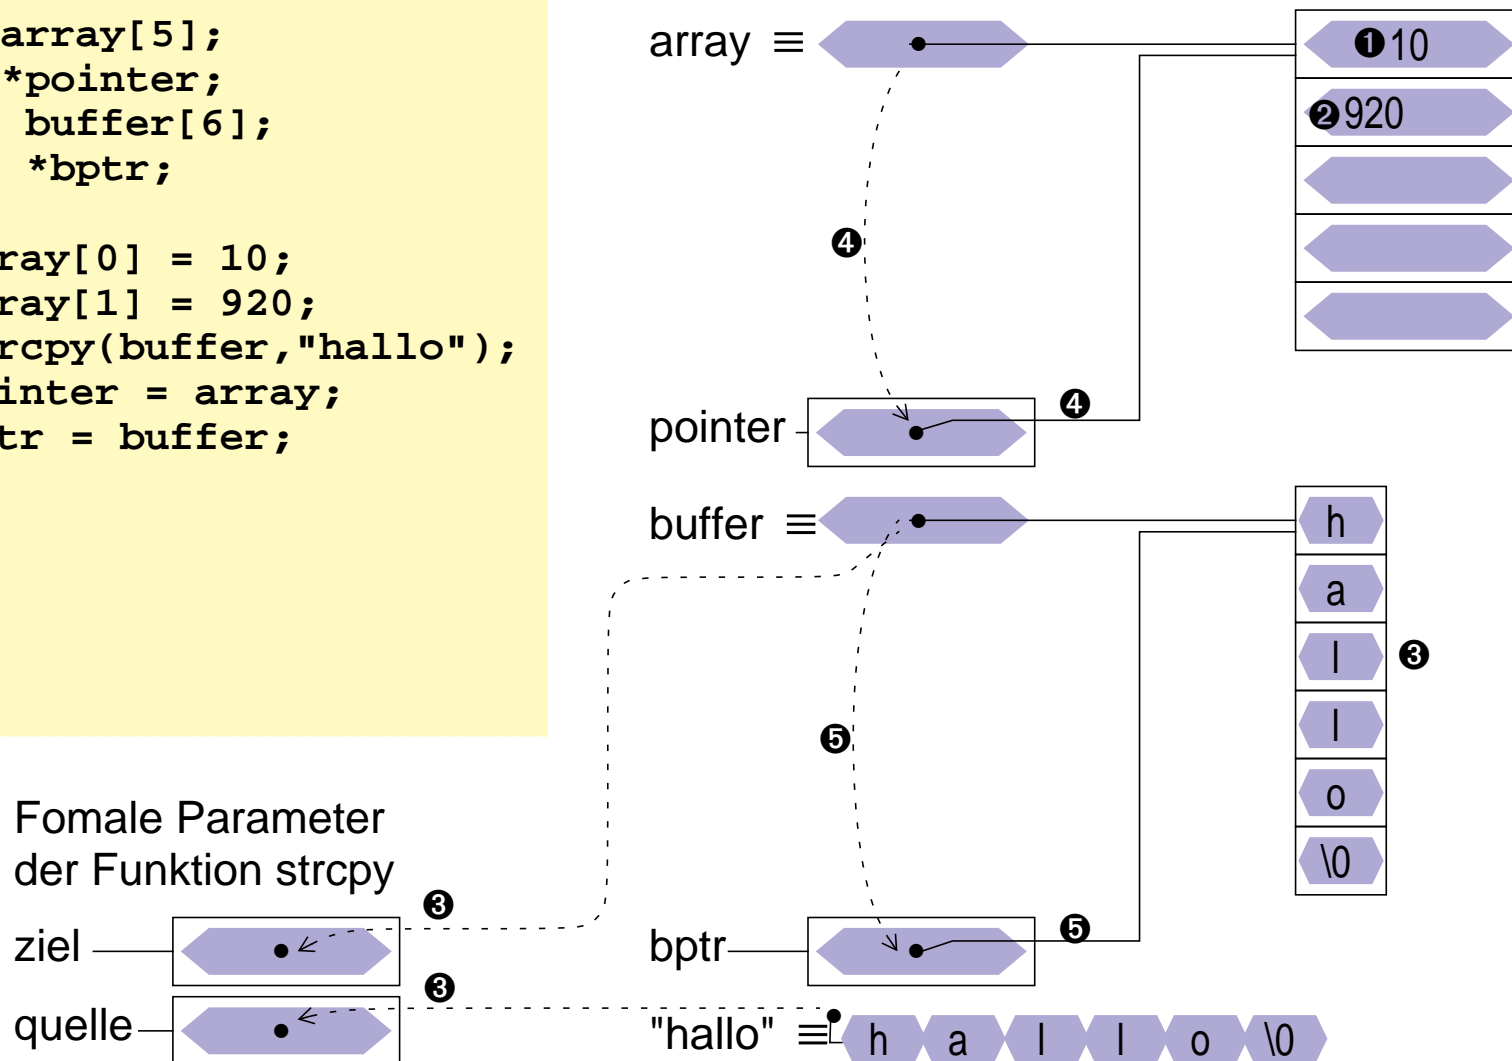 array[5];
*pointer;
buffer[6];
*bptr;
ray[0] = 10;
ray[1] = 920;
rcpy(buffer,"hallo");
inter = array;
tr = buffer;
array ≡
❶10
❷920
❹
pointer
❹
buffer ≡
h
a
l
❸
l
o
\0
❺
Fomale Parameter
der Funktion strcpy
❸
ziel
bptr
❺
❸
quelle
"hallo" ≡ h a l l o \0